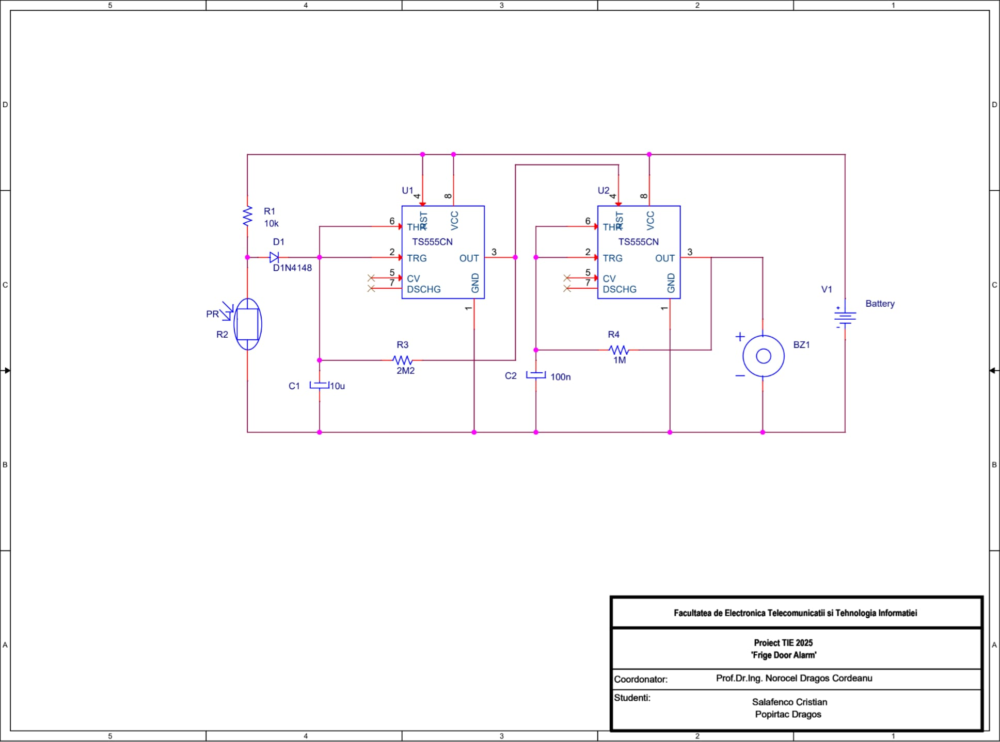 5 4 3 2 1
D D
U1
4
8
U2
4
8
R1
10k
6
THR
RST
VCC
6
THR
RST
VCC
D1
TS555CN
TS555CN
2
TRG
OUT
3
2
TRG
OUT
3
D1N4148
5
CV
7
DSCHG
GND
5
CV
7
DSCHG
GND
C C
V1
+
-
Battery
1
1
PR
R2
R3
2M2
R4
1M
+
−
BZ1
C1
10u
C2
100n
B B
Facultatea de Electronica Telecomunicatii si Tehnologia Informatiei
Proiect TIE 2025
'Frige Door Alarm'
A A
Coordonator: Prof.Dr.Ing. Norocel Dragos Cordeanu
Studenti:
Salafenco Cristian
Popirtac Dragos
5 4 3 2 1